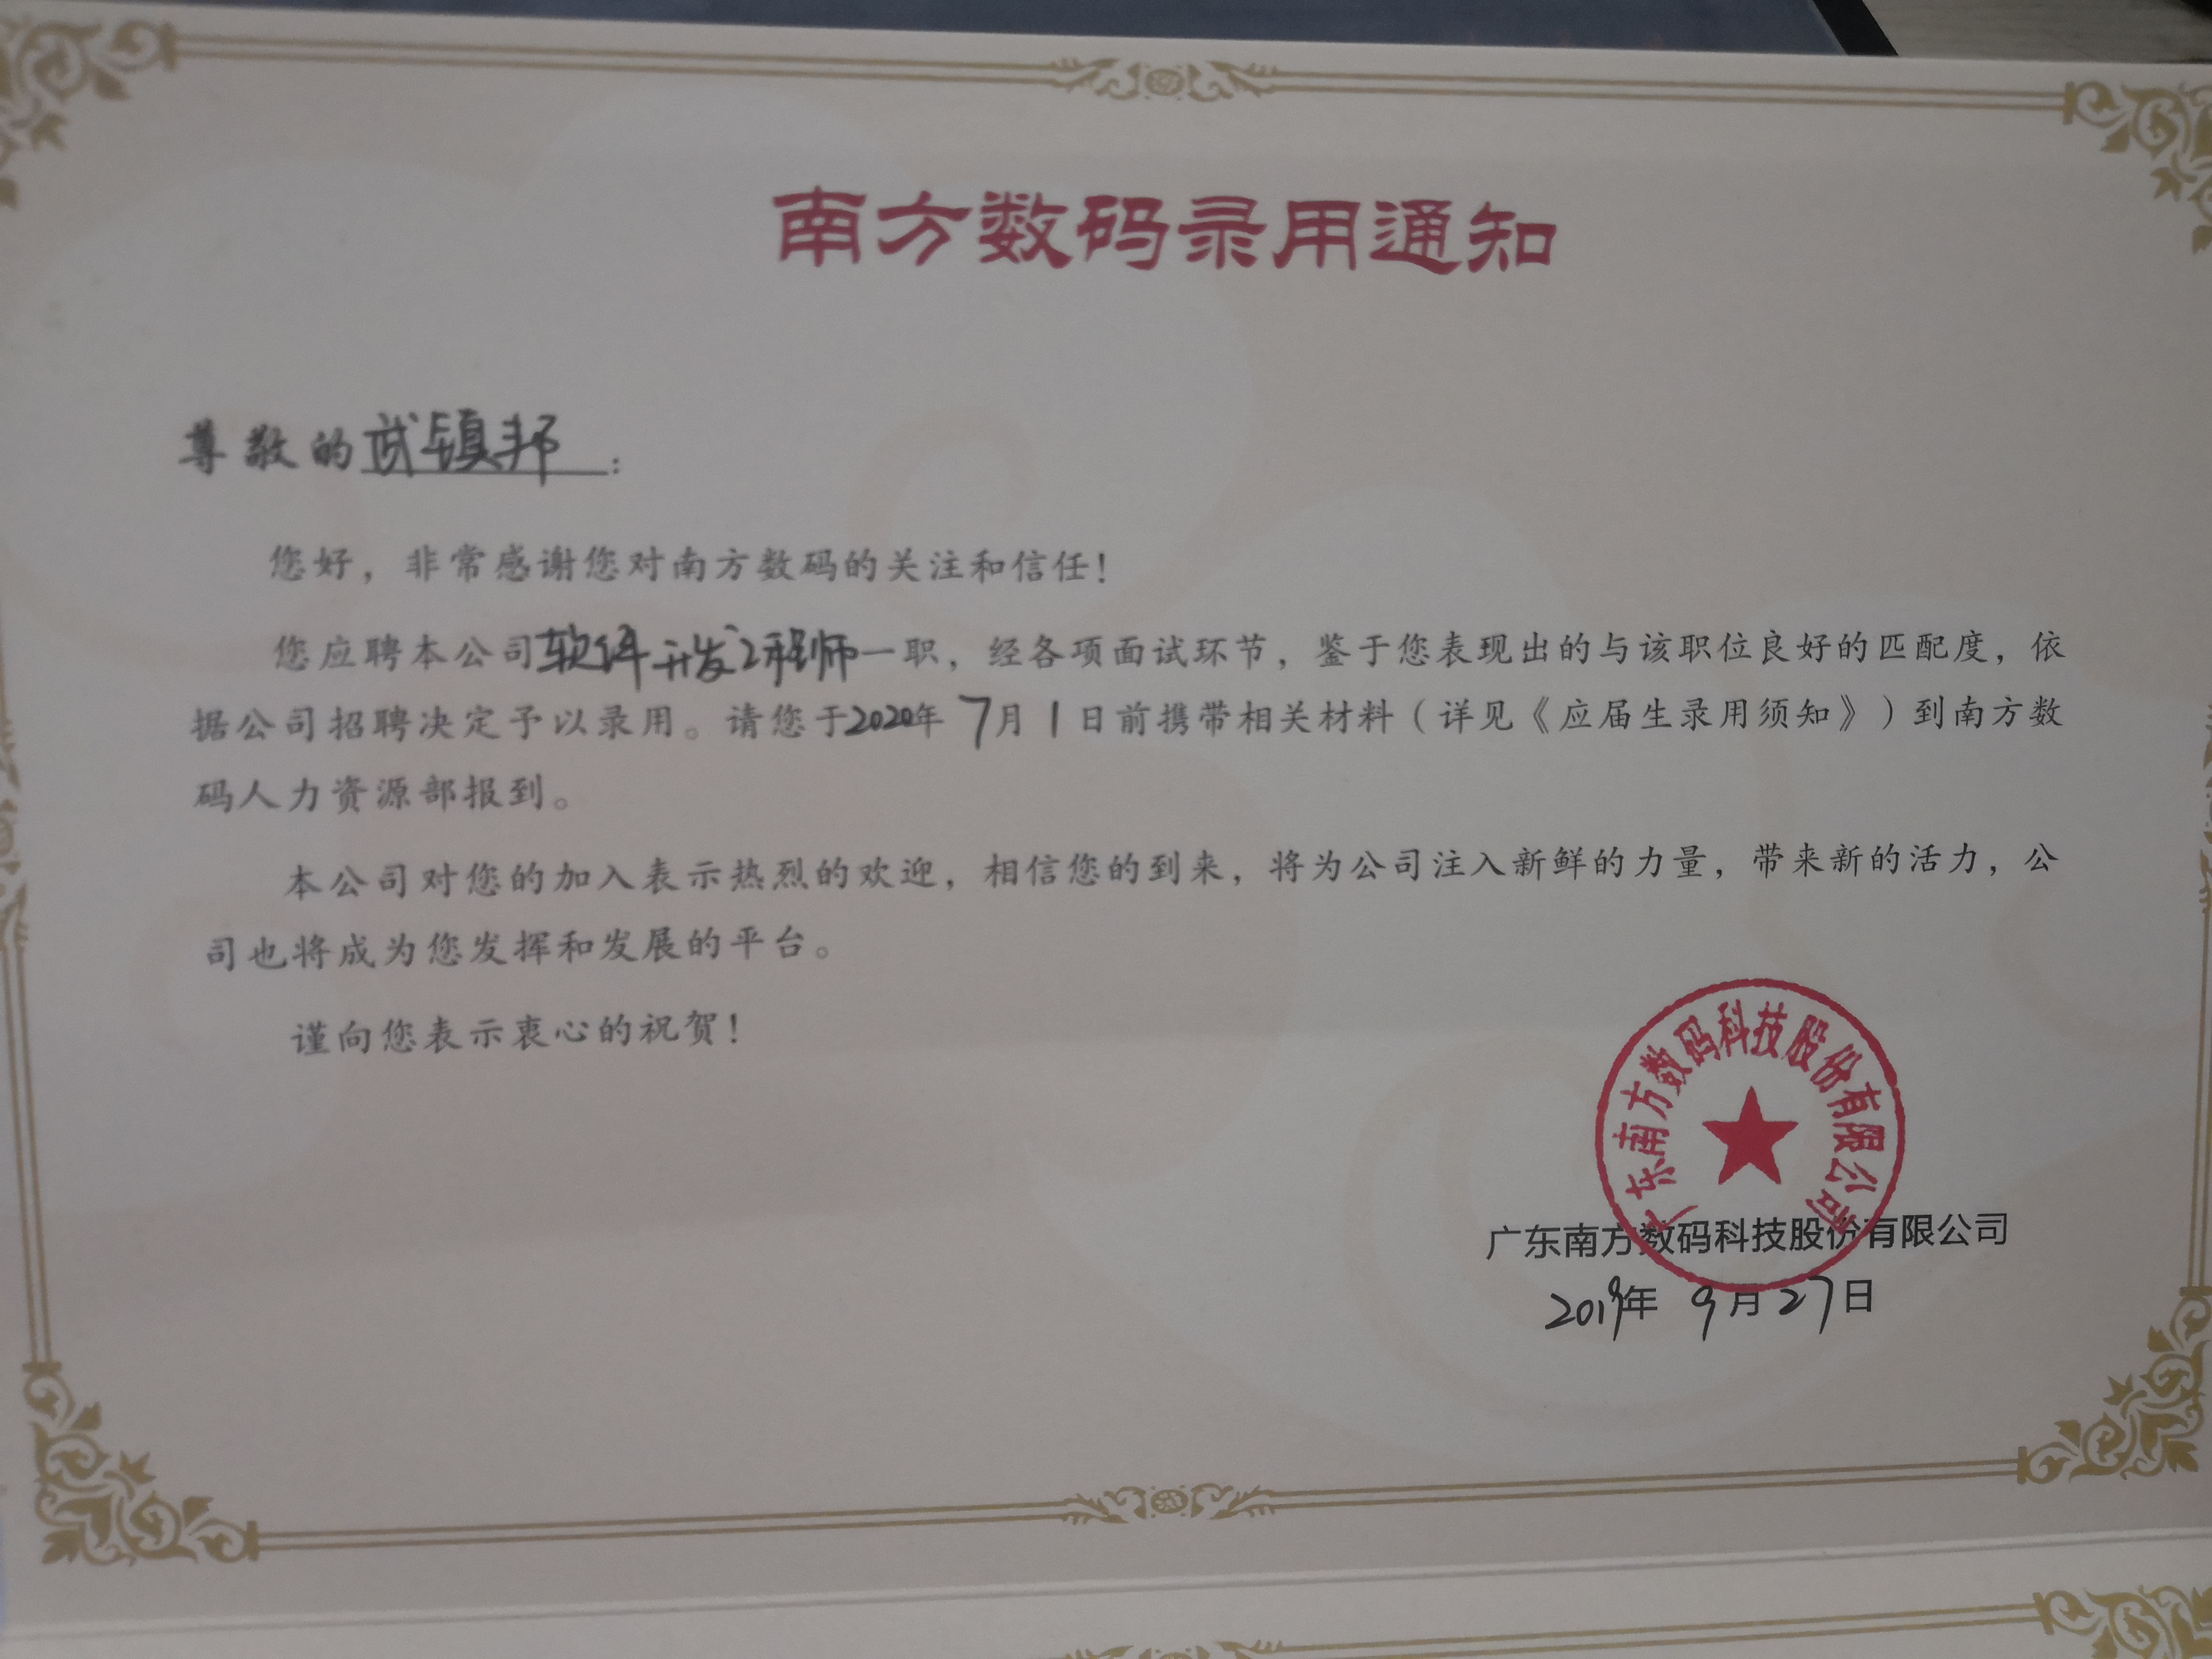 南方数码录用通知
尊敬的武镇邦：
您好，非常感谢您对南方数码的关注和信任！
您应聘本公司软件开发工程师一职，经各项面试环节，鉴于您表现出的与该职位良好的匹配度，依
据公司招聘决定予以录用。请您于2020年 7月 1 日前携带相关材料（详见《应届生录用须知》）到南方数
码人力资源部报到。
本公司对您的加入表示热烈的欢迎，相信您的到来，将为公司注入新鲜的力量，带来新的活力，公
司也将成为您发挥和发展的平台。
谨向您表示衷心的祝贺！
广东南方数码科技股份有限公司
广东南方数码科技股份有限公司
2019年 9月27日